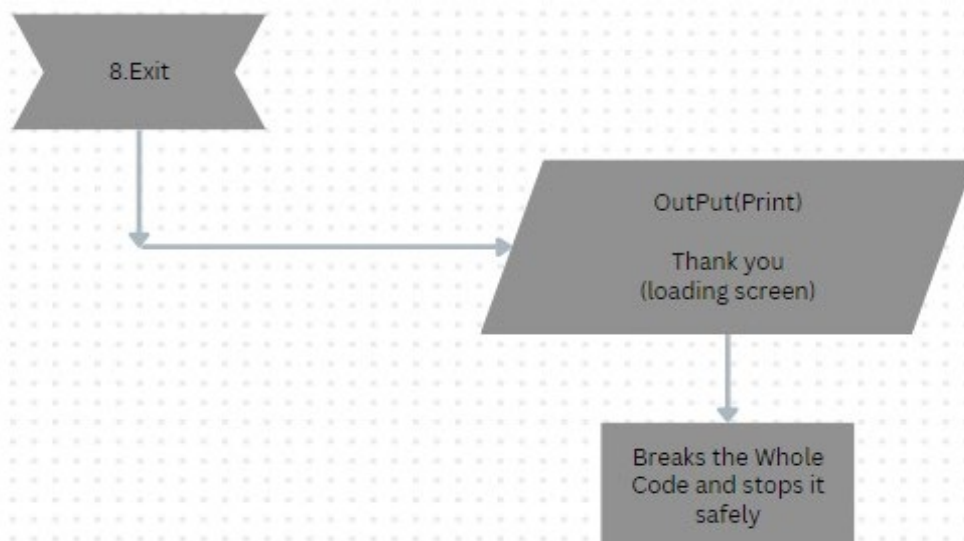 8.Exit
OutPut(Print)
Thank you
(loading screen)
Breaks the Whole
Code and stops it
safely